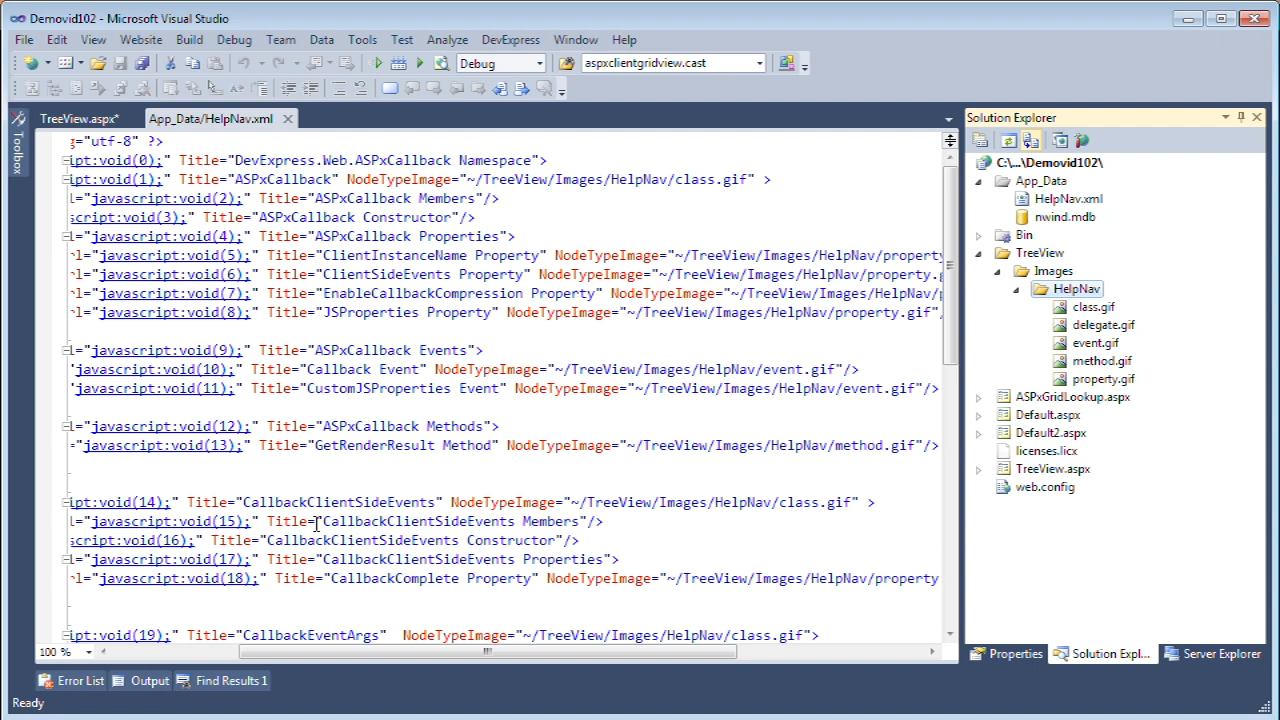 Demovid102 - Microsoft Visual Studio
File Edit View Website Build Debug Team Data Tools Test Analyze DevExpress Window Help
Debug aspxclientgridview.cast
TreeView.aspx* App_Data/HelpNav.xml
Toolbox
="utf-8" ?>
ipt:void(0);" Title="DevExpress.Web.ASPxCallback Namespace">
ipt:void(1);" Title="ASPxCallback" NodeTypeImage="~/TreeView/Images/HelpNav/class.gif" >
l="javascript:void(2);" Title="ASPxCallback Members"/>
script:void(3);" Title="ASPxCallback Constructor"/>
l="javascript:void(4);" Title="ASPxCallback Properties">
l="javascript:void(5);" Title="ClientInstanceName Property" NodeTypeImage="~/TreeView/Images/HelpNav/property
l="javascript:void(6);" Title="ClientSideEvents Property" NodeTypeImage="~/TreeView/Images/HelpNav/property.g
l="javascript:void(7);" Title="EnableCallbackCompression Property" NodeTypeImage="~/TreeView/Images/HelpNav/p
l="javascript:void(8);" Title="JSProperties Property" NodeTypeImage="~/TreeView/Images/HelpNav/property.gif"/
l="javascript:void(9);" Title="ASPxCallback Events">
"javascript:void(10);" Title="Callback Event" NodeTypeImage="~/TreeView/Images/HelpNav/event.gif"/>
"javascript:void(11);" Title="CustomJSProperties Event" NodeTypeImage="~/TreeView/Images/HelpNav/event.gif"/>
l="javascript:void(12);" Title="ASPxCallback Methods">
="javascript:void(13);" Title="GetRenderResult Method" NodeTypeImage="~/TreeView/Images/HelpNav/method.gif"/>
ipt:void(14);" Title="CallbackClientSideEvents" NodeTypeImage="~/TreeView/Images/HelpNav/class.gif" >
l="javascript:void(15);" Title="CallbackClientSideEvents Members"/>
script:void(16);" Title="CallbackClientSideEvents Constructor"/>
l="javascript:void(17);" Title="CallbackClientSideEvents Properties">
l="javascript:void(18);" Title="CallbackComplete Property" NodeTypeImage="~/TreeView/Images/HelpNav/property
ipt:void(19);" Title="CallbackEventArgs"  NodeTypeImage="~/TreeView/Images/HelpNav/class.gif">
100 %
Solution Explorer
C:\...\Demovid102\
App_Data
HelpNav.xml
nwind.mdb
Bin
TreeView
Images
HelpNav
class.gif
delegate.gif
event.gif
method.gif
property.gif
ASPxGridLookup.aspx
Default.aspx
Default2.aspx
licenses.licx
TreeView.aspx
web.config
Properties Solution Expl... Server Explorer
Error List Output Find Results 1
Ready